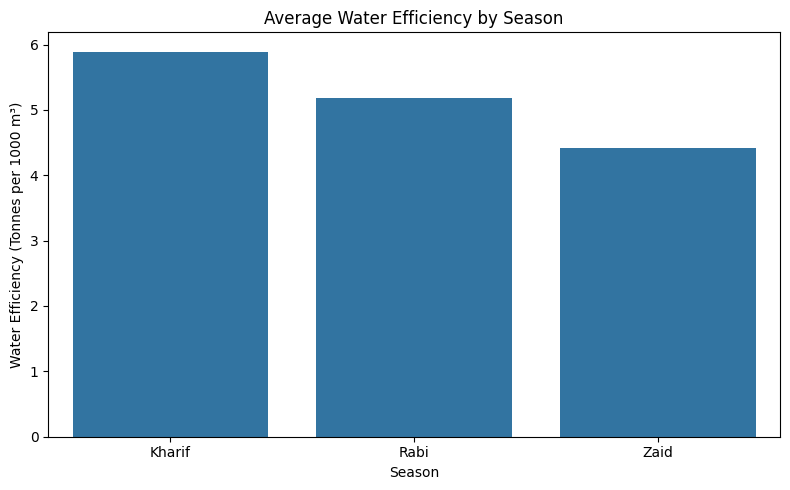 Average Water Efficiency by Season
Water Efficiency (Tonnes per 1000 m³)
6
5
4
3
2
1
0
Kharif Rabi Zaid
Season